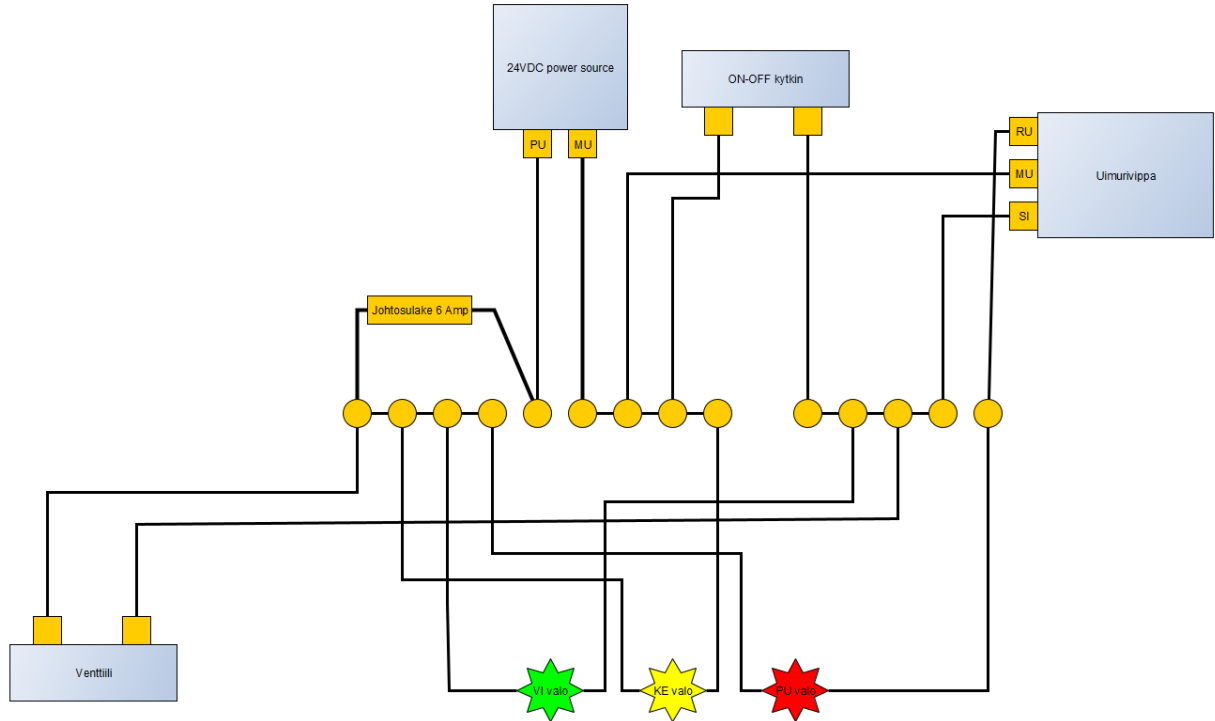 24VDC power source
PU
MU
ON-OFF kytkin
RU
MU
SI
Uimurivippa
Johtosulake 6 Amp
Venttiili
VI valo
KE valo
PU valo